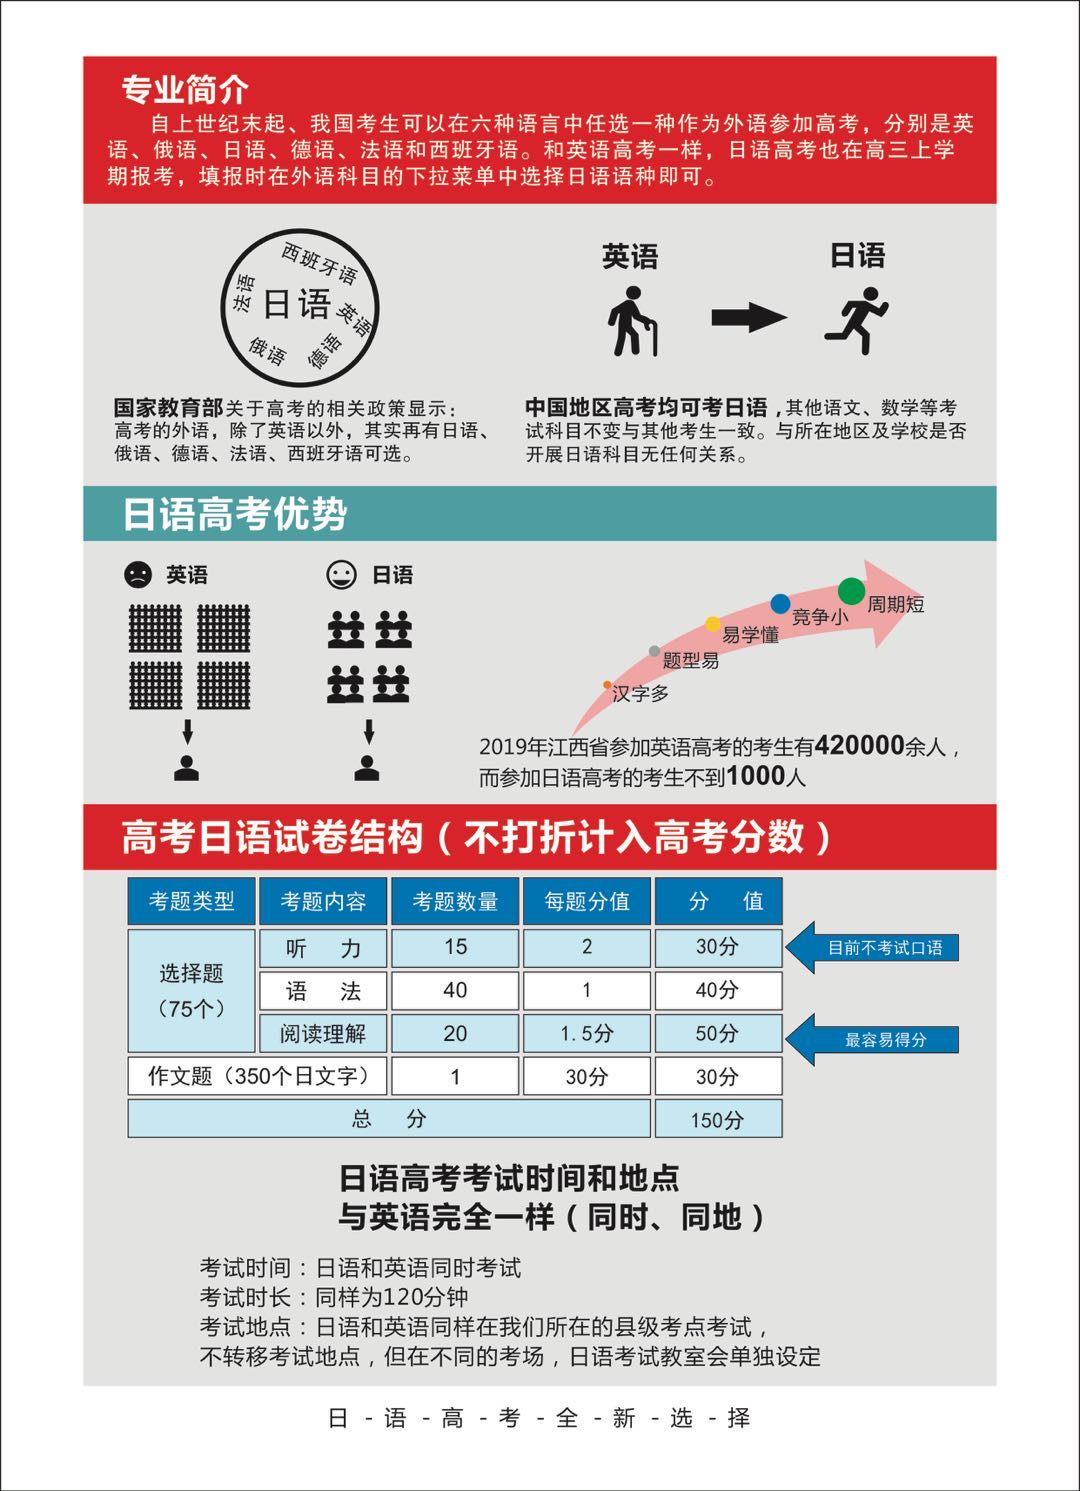 专业简介
自上世纪末起、我国考生可以在六种语言中任选一种作为外语参加高考，分别是英
语、俄语、日语、德语、法语和西班牙语。和英语高考一样，日语高考也在高三上学
期报考，填报时在外语科目的下拉菜单中选择日语语种即可。
西班牙语
法语
日语
英语
俄语
德语
英语
日语
国家教育部关于高考的相关政策显示：
高考的外语，除了英语以外，其实再有日语、
俄语、德语、法语、西班牙语可选。
中国地区高考均可考日语，其他语文、数学等考
试科目不变与其他考生一致。与所在地区及学校是否
开展日语科目无任何关系。
日语高考优势
英语
日语
周期短
竞争小
易学懂
题型易
汉字多
2019年江西省参加英语高考的考生有420000余人，
而参加日语高考的考生不到1000人
高考日语试卷结构（不打折计入高考分数）
考题类型 考题内容 考题数量 每题分值 分 值
选择题
（75个）
听 力 15 2 30分
目前不考试口语
语 法 40 1 40分
阅读理解 20 1.5分 50分
最容易得分
作文题（350个日文字） 1 30分 30分
总 分 150分
日语高考考试时间和地点
与英语完全一样（同时、同地）
考试时间：日语和英语同时考试
考试时长：同样为120分钟
考试地点：日语和英语同样在我们所在的县级考点考试，
不转移考试地点，但在不同的考场，日语考试教室会单独设定
日-语-高-考-全-新-选-择